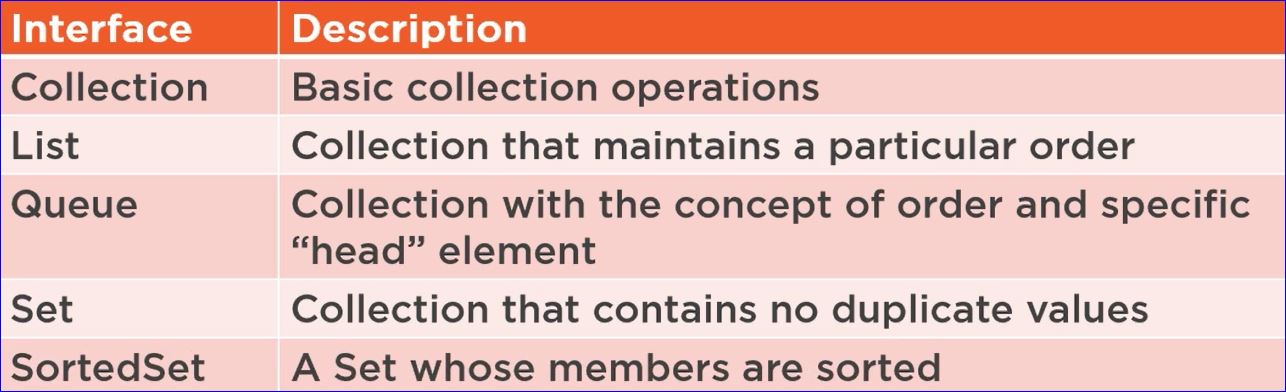 Interface Description
Collection Basic collection operations
List Collection that maintains a particular order
Queue Collection with the concept of order and specific
“head” element
Set Collection that contains no duplicate values
SortedSet A Set whose members are sorted